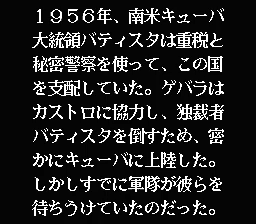 １９５６年、南米キューバ
大統領バティスタは重税と
秘密警察を使って、この国
を支配していた。ゲバラは
カストロに協力し、独裁者
バティスタを倒すため、密
かにキューバに上陸した。
しかしすでに軍隊が彼らを
待ちうけていたのだった。